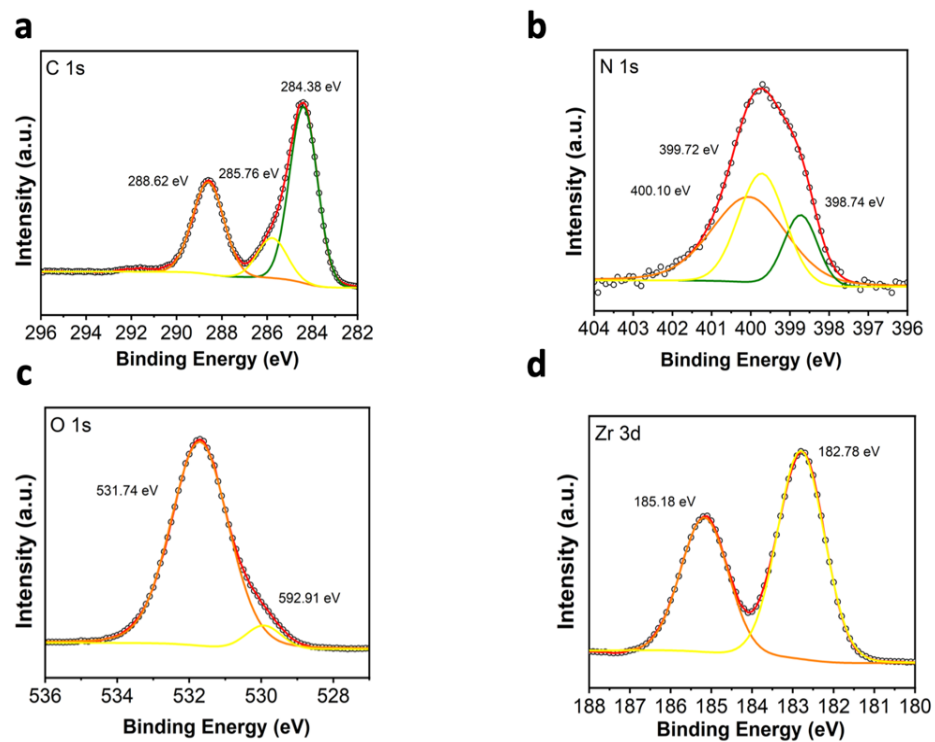 a
C 1s
284.38 eV
288.62 eV
285.76 eV
Intensity (a.u.)
296 294 292 290 288 286 284 282
Binding Energy (eV)
b
N 1s
399.72 eV
400.10 eV
398.74 eV
Intensity (a.u.)
404 403 402 401 400 399 398 397 396
Binding Energy (eV)
c
O 1s
531.74 eV
592.91 eV
Intensity (a.u.)
536 534 532 530 528
Binding Energy (eV)
d
Zr 3d
182.78 eV
185.18 eV
Intensity (a.u.)
188 187 186 185 184 183 182 181 180
Binding Energy (eV)